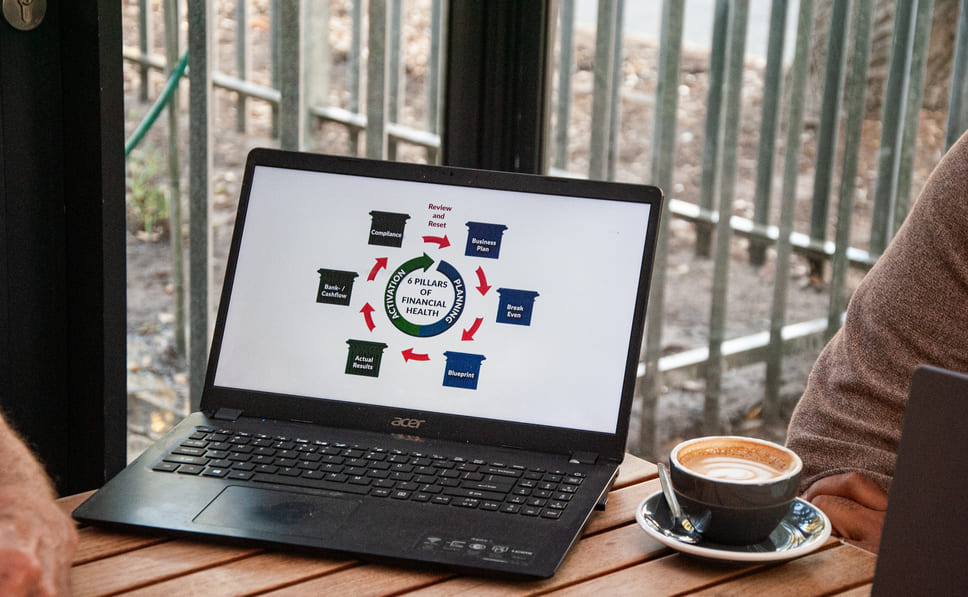 Review
and
Reset
Compliance
Business
Plan
Bank- /
Cashflow
ACTIVATION
PLANNING
6 PILLARS
OF
FINANCIAL
HEALTH
Break
Even
Actual
Results
Blueprint
acer
HDMI